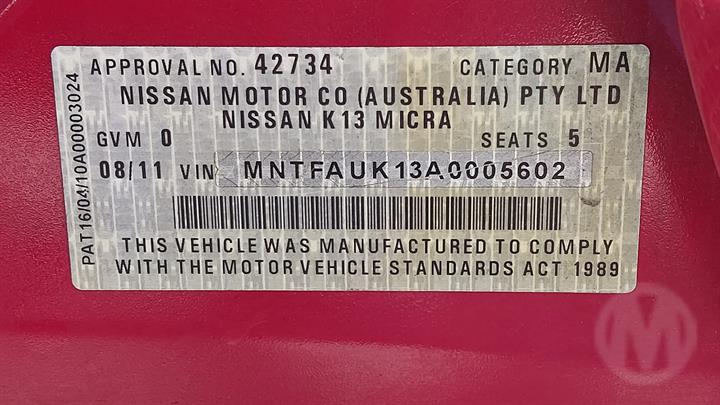 APPROVAL NO. 42734 CATEGORY MA
NISSAN MOTOR CO (AUSTRALIA) PTY LTD
NISSAN K13 MICRA
GVM 0 SEATS 5
08/11 VIN MNTFAUK13A0005602
THIS VEHICLE WAS MANUFACTURED TO COMPLY
WITH THE MOTOR VEHICLE STANDARDS ACT 1989
PAT16/04/10A00003024
M
M